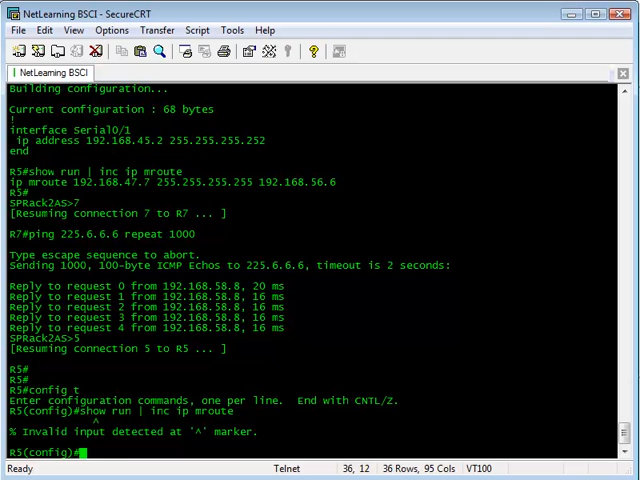 NetLearning BSCI - SecureCRT
File Edit View Options Transfer Script Tools Help
NetLearning BSCI
Building configuration...
Current configuration : 68 bytes
!
interface Serial0/1
 ip address 192.168.45.2 255.255.255.252
end
R5#show run | inc ip mroute
ip mroute 192.168.47.7 255.255.255.255 192.168.56.6
R5#
SPRack2AS>7
[Resuming connection 7 to R7 ... ]
R7#ping 225.6.6.6 repeat 1000
Type escape sequence to abort.
Sending 1000, 100-byte ICMP Echos to 225.6.6.6, timeout is 2 seconds:
Reply to request 0 from 192.168.58.8, 20 ms
Reply to request 1 from 192.168.58.8, 16 ms
Reply to request 2 from 192.168.58.8, 16 ms
Reply to request 3 from 192.168.58.8, 16 ms
Reply to request 4 from 192.168.58.8, 16 ms
SPRack2AS>5
[Resuming connection 5 to R5 ... ]
R5#
R5#
R5#config t
Enter configuration commands, one per line.  End with CNTL/Z.
R5(config)#show run | inc ip mroute
                ^
% Invalid input detected at '^' marker.
R5(config)#
Ready Telnet 36, 12 36 Rows, 95 Cols VT100